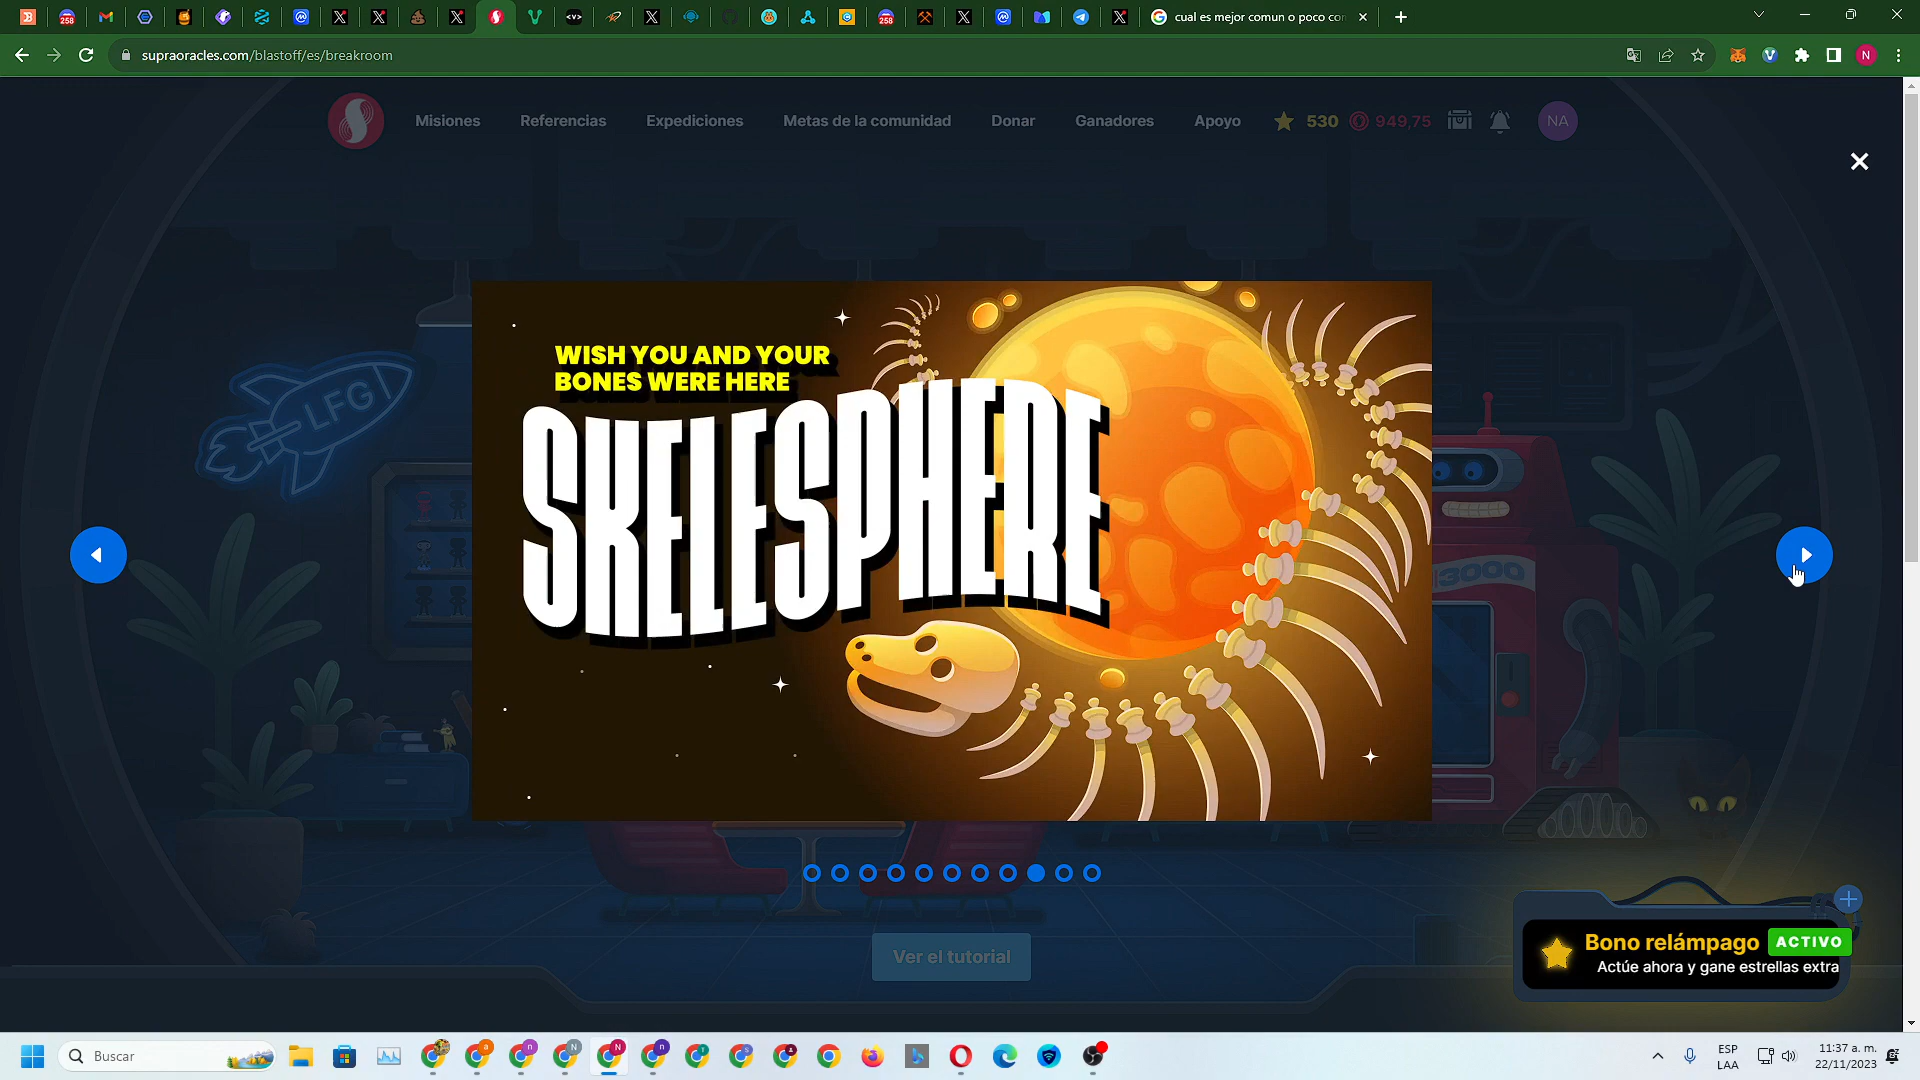 258
258
cual es mejor comun o poco co
supraoracles.com/blastoff/es/breakroom
N
Misiones
Referencias
Expediciones
Metas de la comunidad
Donar
Ganadores
Apoyo
530
949,75
NA
WISH YOU AND YOUR
BONES WERE HERE
SKELESPHERE
LFG
3000
Ver el tutorial
Bono relámpago
ACTIVO
Actúe ahora y gane estrellas extra
Buscar
ESP
LAA
11:37 a. m.
22/11/2023